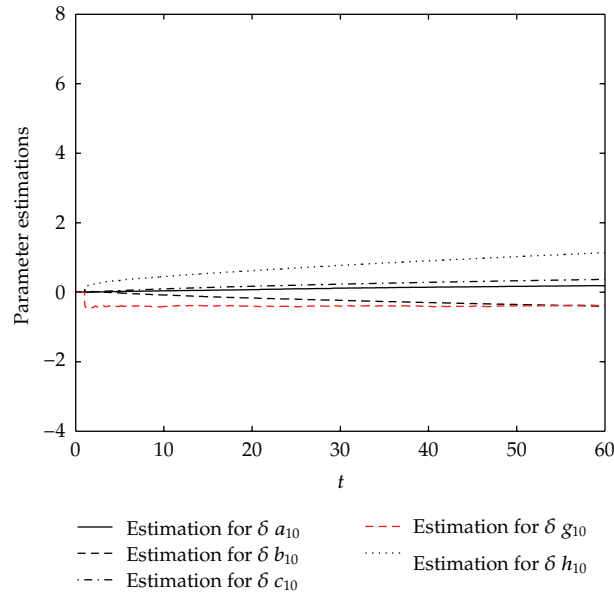 8
6
4
2
0
−2
−4
Parameter estimations
0 10 20 30 40 50 60
t
Estimation for δ a10
Estimation for δ b10
Estimation for δ c10
Estimation for δ g10
Estimation for δ h10